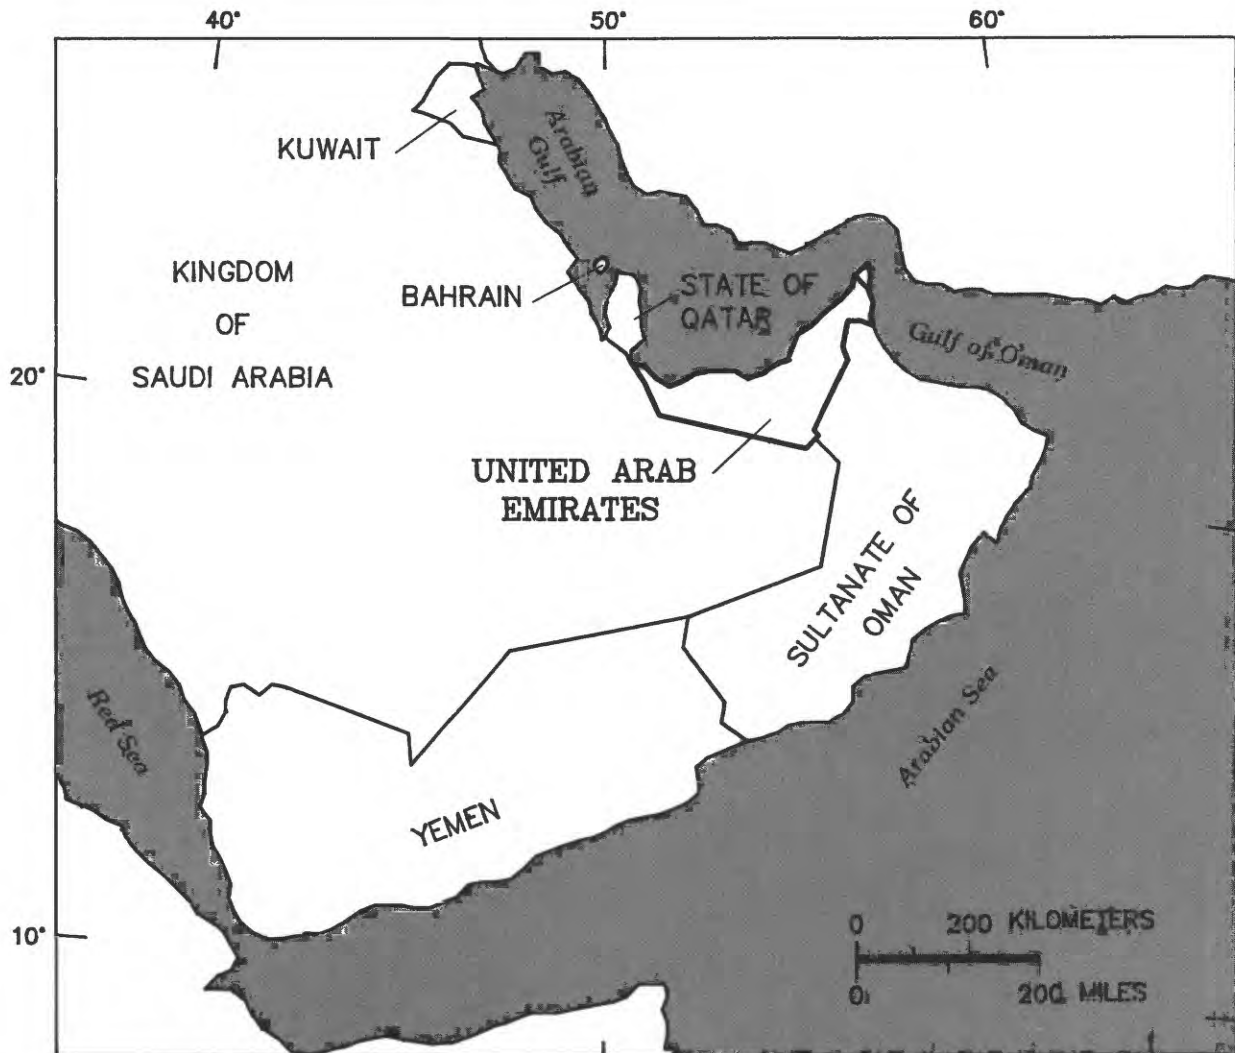 40°
50°
60°
Arabian
Gulf
KUWAIT
KINGDOM
OF
SAUDI ARABIA
BAHRAIN
STATE OF
QATAR
Gulf of Oman
20°
UNITED ARAB
EMIRATES
SULTANATE OF
OMAN
Red Sea
Arabian Sea
YEMEN
10°
0 200 KILOMETERS
0 200 MILES